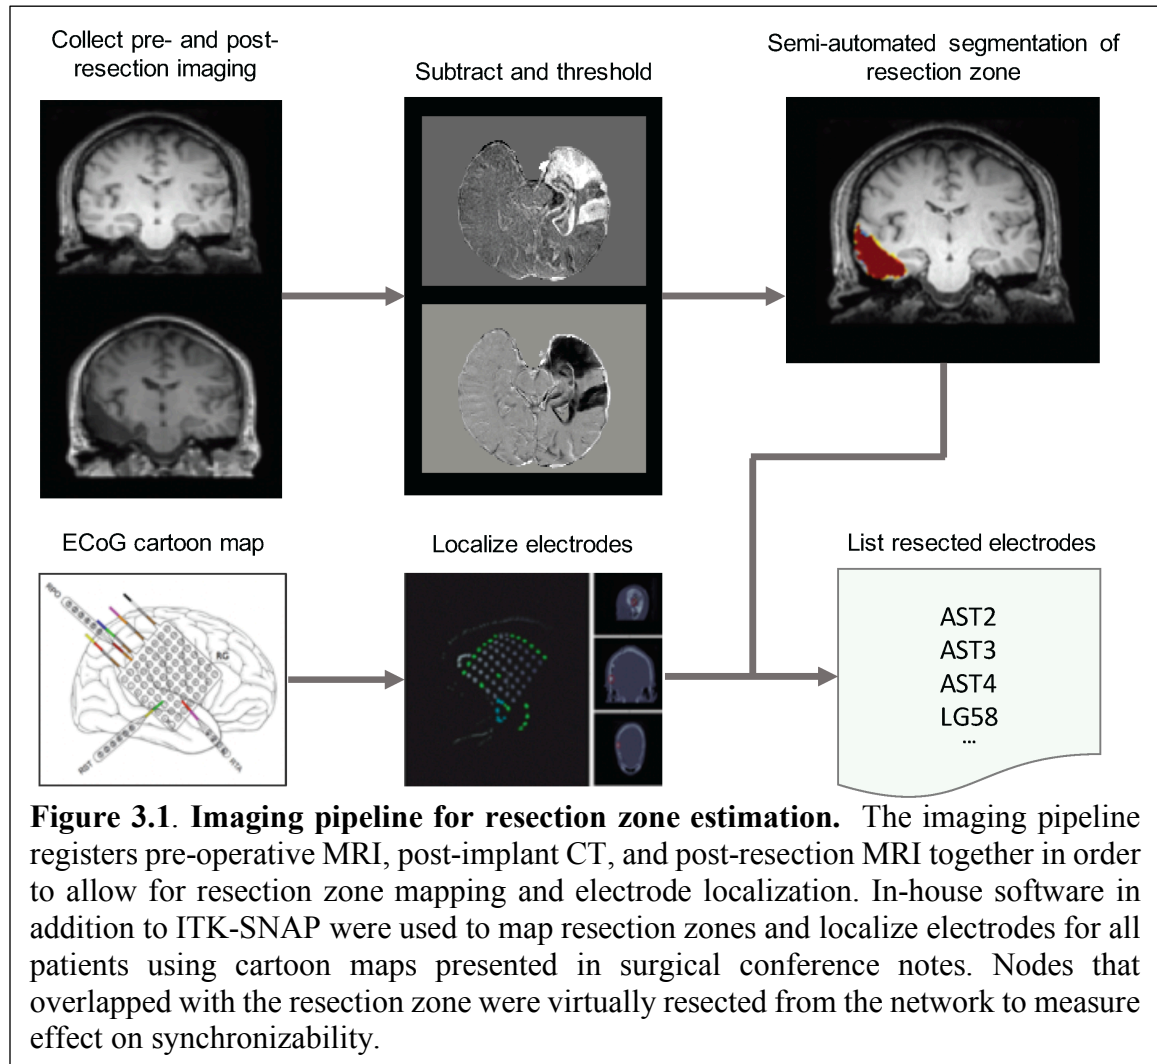 Collect pre- and post-
resection imaging
Subtract and threshold
Semi-automated segmentation of
resection zone
ECoG cartoon map
Localize electrodes
List resected electrodes
RPO
RG
RST
RTA
AST2
AST3
AST4
LG58
...
Figure 3.1. Imaging pipeline for resection zone estimation. The imaging pipeline
registers pre-operative MRI, post-implant CT, and post-resection MRI together in order
to allow for resection zone mapping and electrode localization. In-house software in
addition to ITK-SNAP were used to map resection zones and localize electrodes for all
patients using cartoon maps presented in surgical conference notes. Nodes that
overlapped with the resection zone were virtually resected from the network to measure
effect on synchronizability.